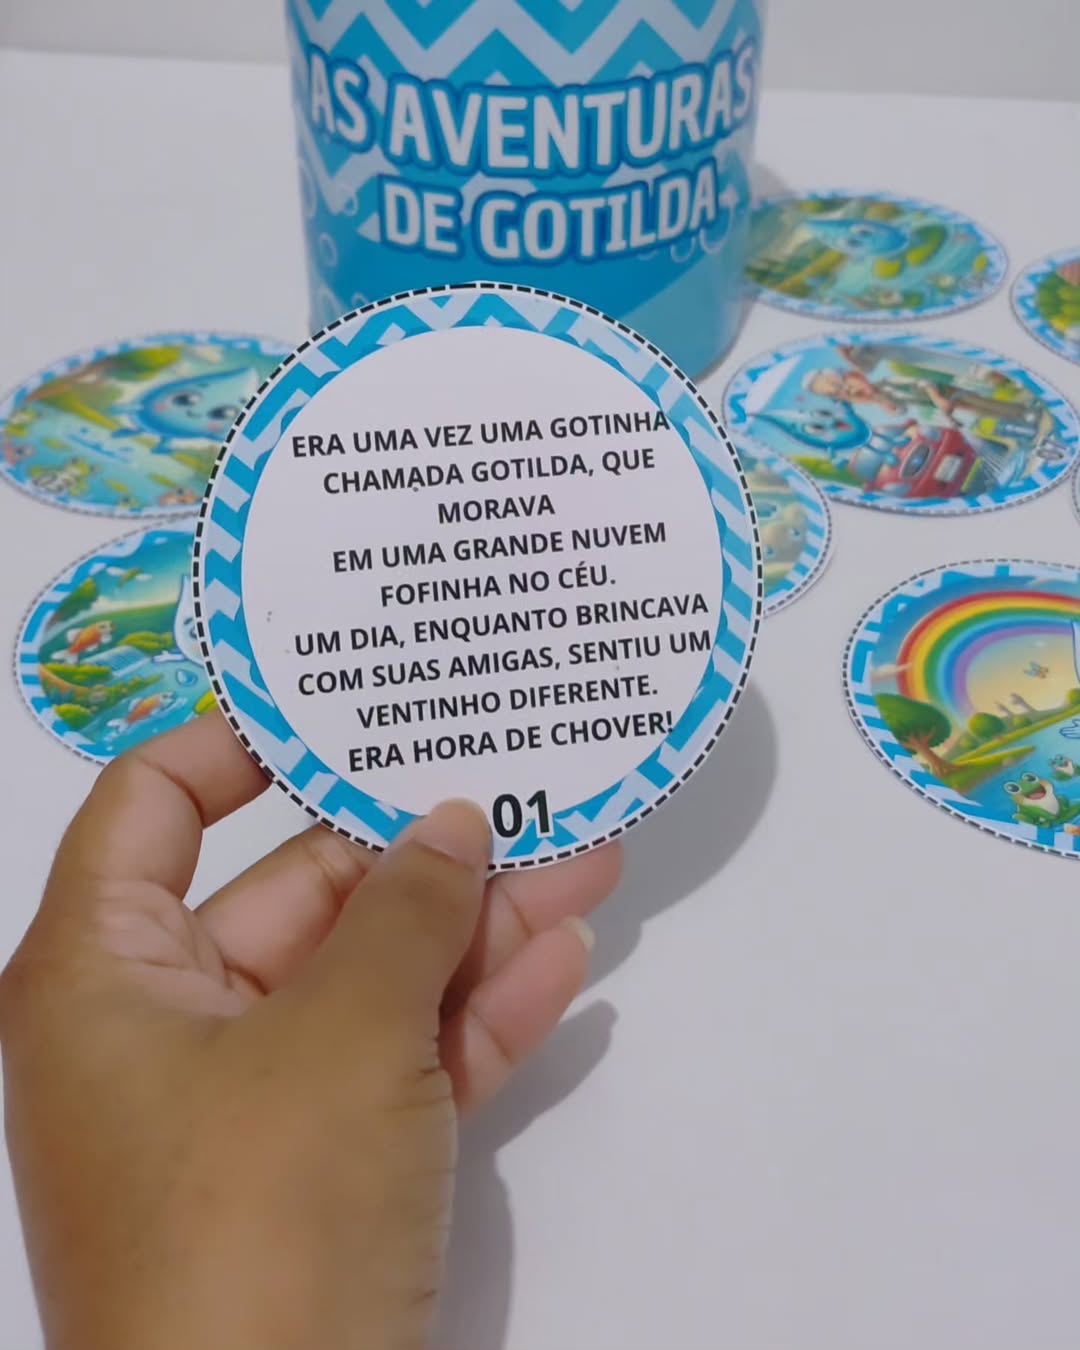 AS AVENTURAS
DE GOTILDA
ERA UMA VEZ UMA GOTINHA
CHAMADA GOTILDA, QUE
MORAVA
EM UMA GRANDE NUVEM
FOFINHA NO CÉU.
UM DIA, ENQUANTO BRINCAVA
COM SUAS AMIGAS, SENTIU UM
VENTINHO DIFERENTE.
ERA HORA DE CHOVER!
01